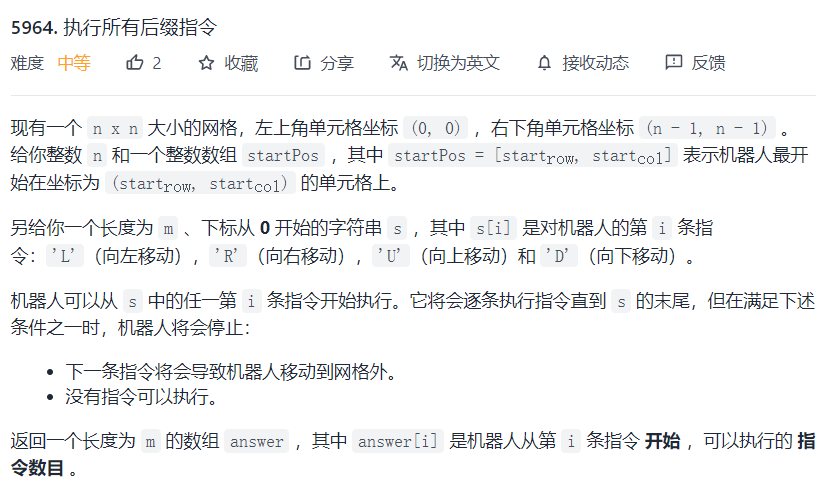 5964. 执行所有后缀指令
难度 中等 2 收藏 分享 切换为英文 接收动态 反馈
现有一个 n x n 大小的网格，左上角单元格坐标 (0, 0) ，右下角单元格坐标 (n - 1, n - 1) 。
给你整数 n 和一个整数数组 startPos ，其中 startPos = [startrow, startcol] 表示机器人最开
始在坐标为 (startrow, startcol) 的单元格上。
另给你一个长度为 m 、下标从 0 开始的字符串 s ，其中 s[i] 是对机器人的第 i 条指
令：'L'（向左移动），'R'（向右移动），'U'（向上移动）和 'D'（向下移动）。
机器人可以从 s 中的任一第 i 条指令开始执行。它将会逐条执行指令直到 s 的末尾，但在满足下述
条件之一时，机器人将会停止：
• 下一条指令将会导致机器人移动到网格外。
• 没有指令可以执行。
返回一个长度为 m 的数组 answer ，其中 answer[i] 是机器人从第 i 条指令 开始 ，可以执行的 指
令数目 。